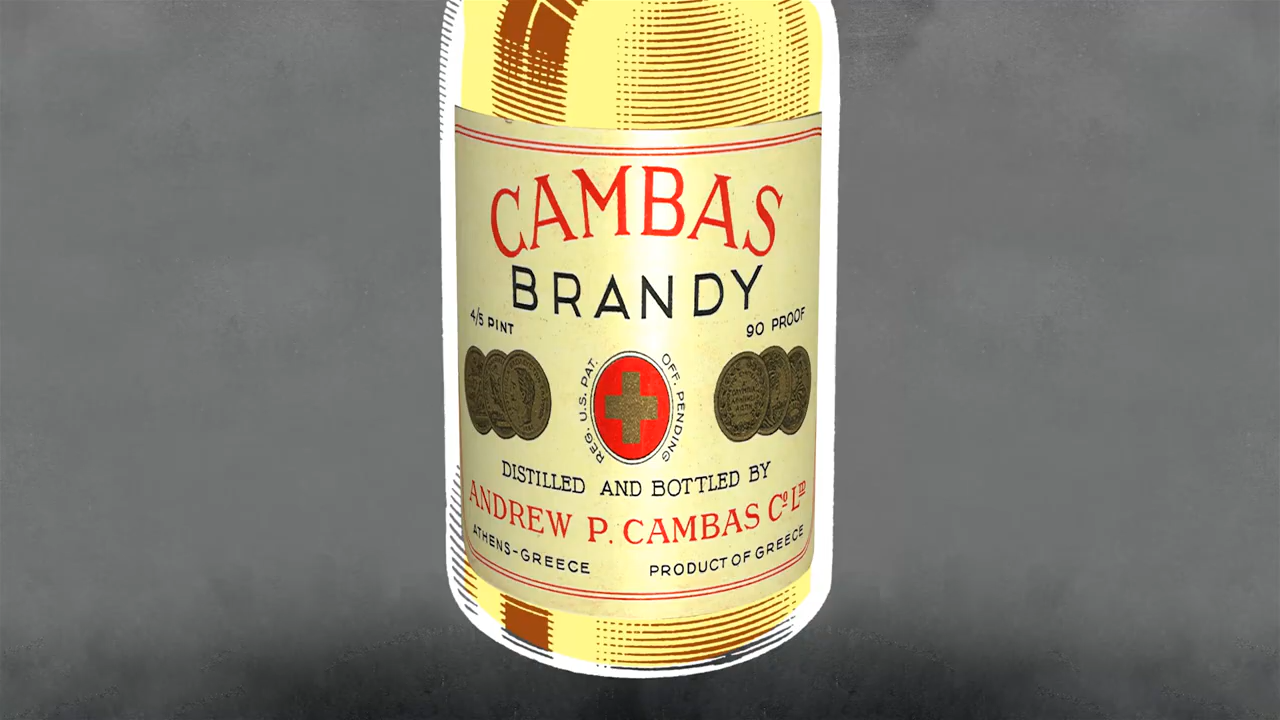 CAMBAS
BRANDY
4/5 PINT
90 PROOF
REG. U.S. PAT. OFF. PENDING
DISTILLED AND BOTTLED BY
ANDREW P. CAMBAS Cº Lᵀᴰ
ATHENS-GREECE
PRODUCT OF GREECE